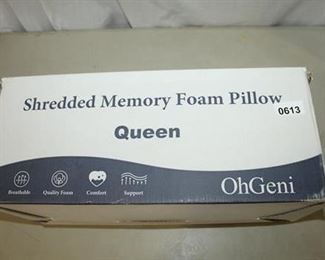 Shredded Memory Foam Pillow
0613
Queen
Breathable Quality Foam Comfort Support
OhGeni